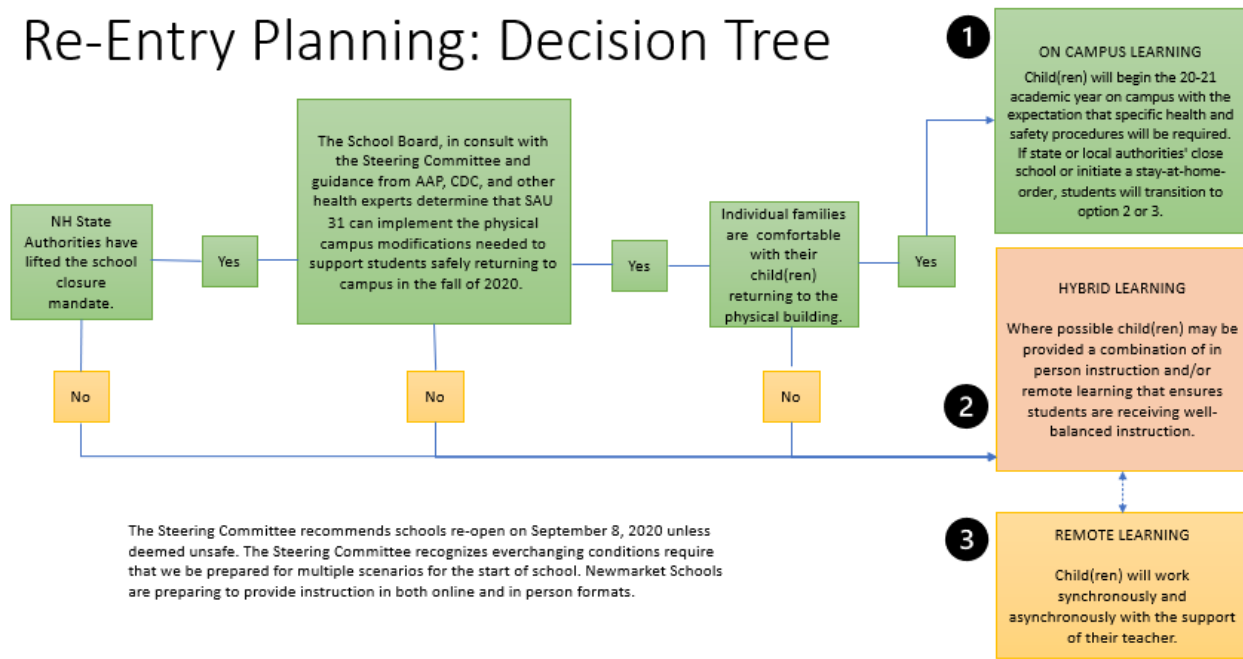 Re-Entry Planning: Decision Tree
NH State
Authorities have
lifted the school
closure
mandate.
Yes
No
The School Board, in consult with
the Steering Committee and
guidance from AAP, CDC, and other
health experts determine that SAU
31 can implement the physical
campus modifications needed to
support students safely returning to
campus in the fall of 2020.
Yes
No
Individual families
are comfortable
with their
child(ren)
returning to the
physical building.
Yes
No
1
ON CAMPUS LEARNING
Child(ren) will begin the 20-21
academic year on campus with the
expectation that specific health and
safety procedures will be required.
If state or local authorities' close
school or initiate a stay-at-home-
order, students will transition to
option 2 or 3.
2
HYBRID LEARNING
Where possible child(ren) may be
provided a combination of in
person instruction and/or
remote learning that ensures
students are receiving well-
balanced instruction.
3
REMOTE LEARNING
Child(ren) will work
synchronously and
asynchronously with the support
of their teacher.
The Steering Committee recommends schools re-open on September 8, 2020 unless
deemed unsafe. The Steering Committee recognizes everchanging conditions require
that we be prepared for multiple scenarios for the start of school. Newmarket Schools
are preparing to provide instruction in both online and in person formats.